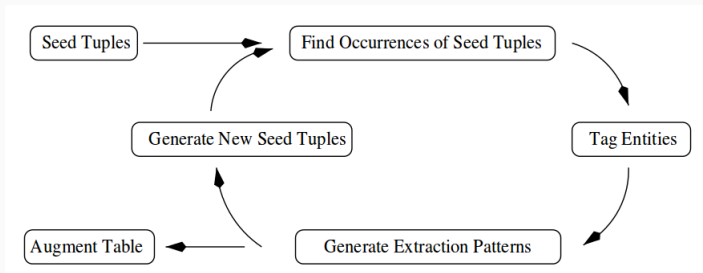 Seed Tuples
Find Occurrences of Seed Tuples
Generate New Seed Tuples
Tag Entities
Augment Table
Generate Extraction Patterns